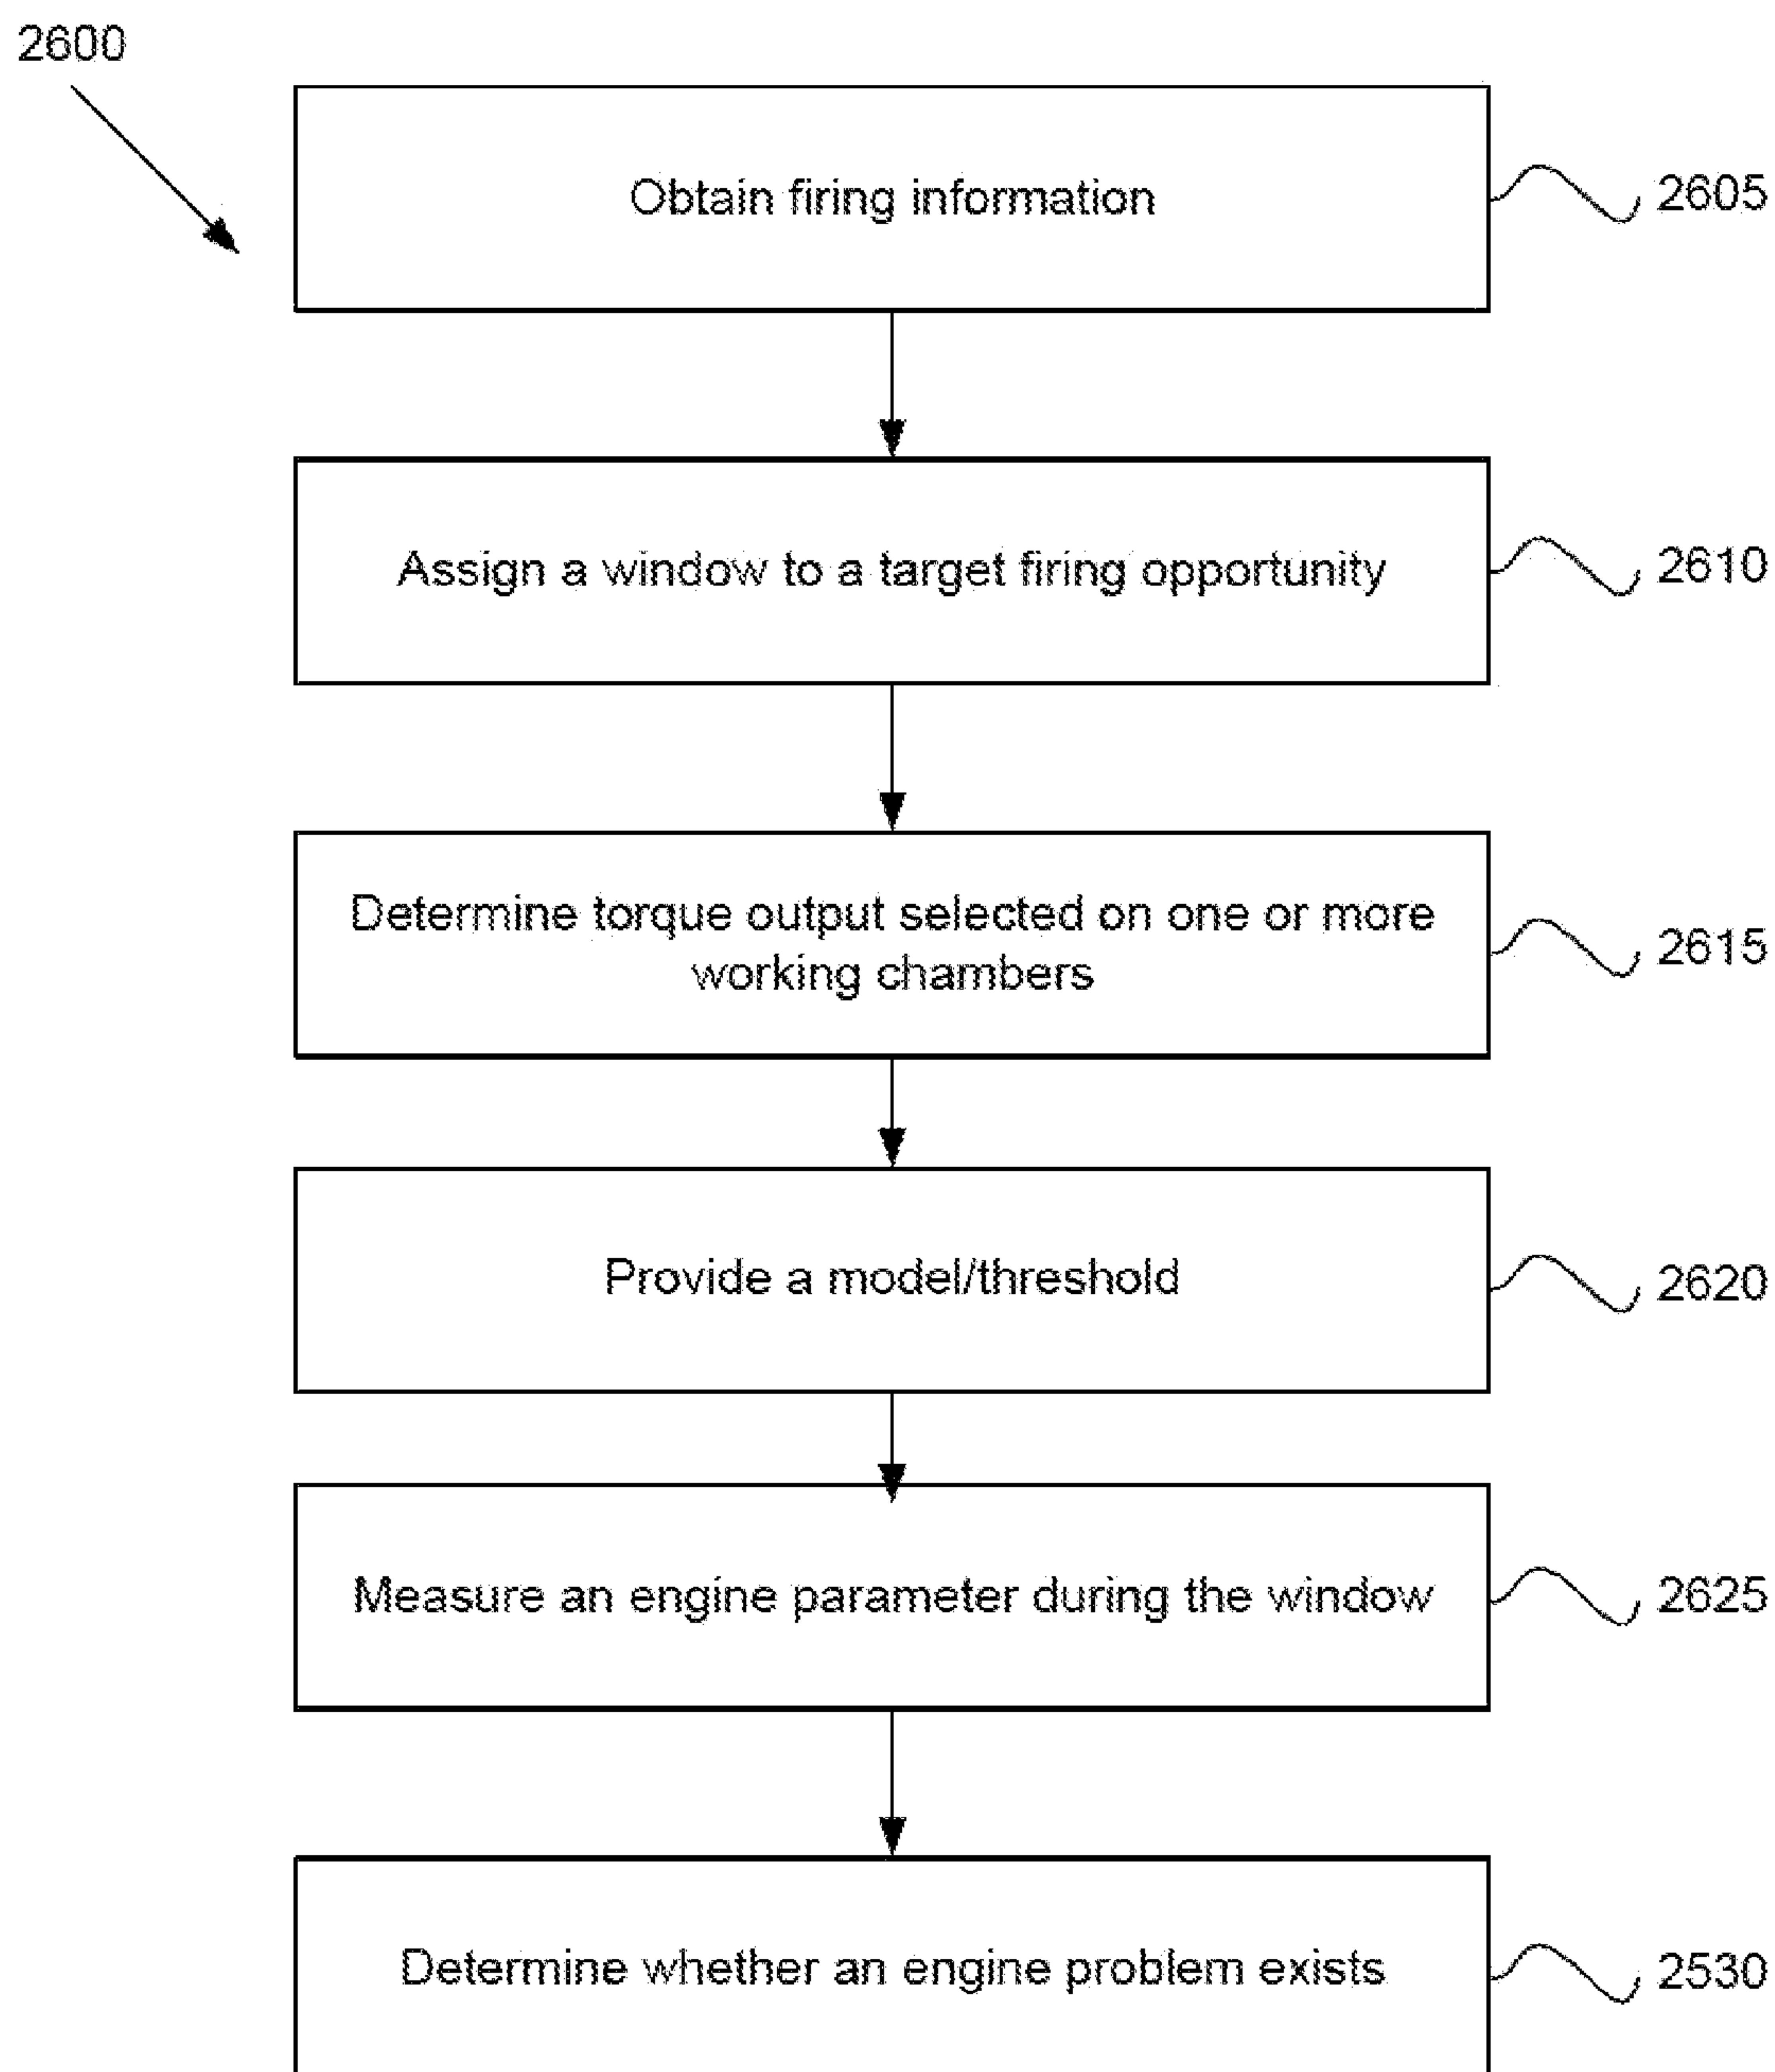 2600
Obtain firing information
2605
Assign a window to a target firing opportunity
2610
Determine torque output selected on one or more
working chambers
2615
Provide a model/threshold
2620
Measure an engine parameter during the window
2625
Determine whether an engine problem exists
2530